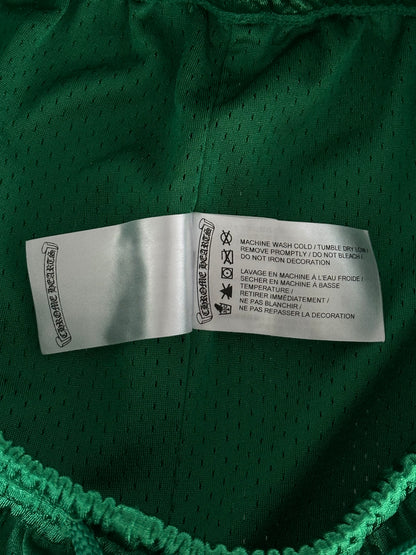 CHROME HEARTS
CHROME HEARTS
MACHINE WASH COLD / TUMBLE DRY LOW /
REMOVE PROMPTLY / DO NOT BLEACH /
DO NOT IRON DECORATION
LAVAGE EN MACHINE À L'EAU FROIDE /
SECHER EN MACHINE À BASSE
TEMPERATURE /
RETIRER IMMÉDIATEMENT /
NE PAS BLANCHIR /
NE PAS REPASSER LA DECORATION